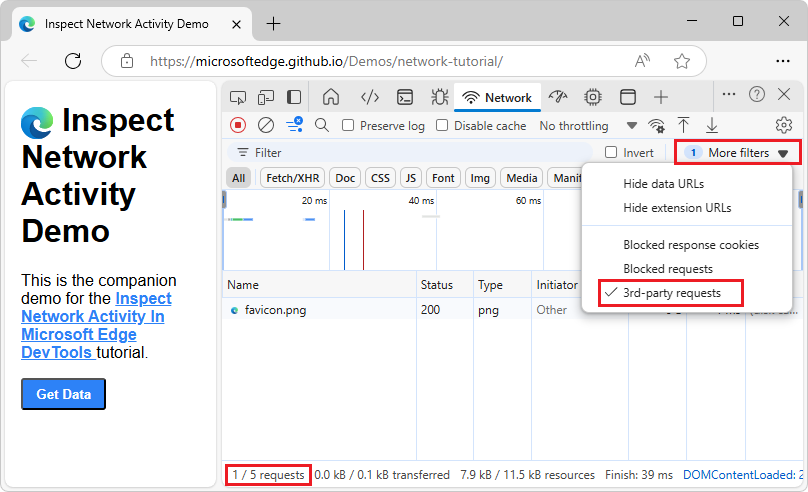 Inspect Network Activity Demo
https://microsoftedge.github.io/Demos/network-tutorial/
Inspect
Network
Activity
Demo
This is the companion
demo for the Inspect
Network Activity In
Microsoft Edge
DevTools tutorial.
Get Data
Network
Preserve log
Disable cache
No throttling
Filter
Invert
1 More filters
All
Fetch/XHR
Doc
CSS
JS
Font
Img
Media
Hide data URLs
Hide extension URLs
Blocked response cookies
Blocked requests
3rd-party requests
20 ms
40 ms
60 ms
Name
Status
Type
Initiator
favicon.png
200
png
Other
1 / 5 requests
0.0 kB / 0.1 kB transferred
7.9 kB / 11.5 kB resources
Finish: 39 ms
DOMContentLoaded: 2